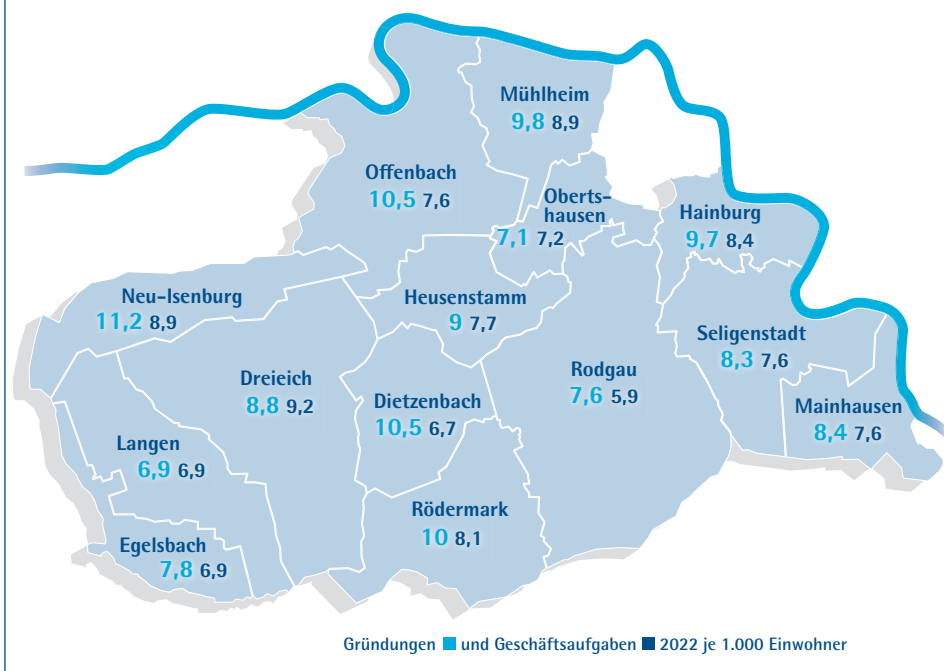 Mühlheim
9,8 8,9
Offenbach
10,5 7,6
Oberts-
hausen
7,1 7,2
Hainburg
9,7 8,4
Neu-Isenburg
11,2 8,9
Heusenstamm
9 7,7
Seligenstadt
8,3 7,6
Dreieich
8,8 9,2
Dietzenbach
10,5 6,7
Rodgau
7,6 5,9
Mainhausen
8,4 7,6
Langen
6,9 6,9
Rödermark
10 8,1
Egelsbach
7,8 6,9
Gründungen und Geschäftsaufgaben 2022 je 1.000 Einwohner